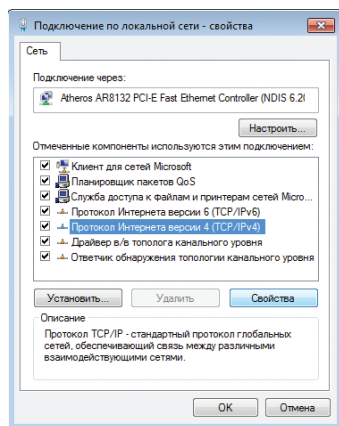 Подключение по локальной сети - свойства
Сеть
Подключение через:
Atheros AR8132 PCI-E Fast Ethernet Controller (NDIS 6.20
Настроить...
Отмеченные компоненты используются этим подключением:
Клиент для сетей Microsoft
Планировщик пакетов QoS
Служба доступа к файлам и принтерам сетей Micro...
Протокол Интернета версии 6 (TCP/IPv6)
Протокол Интернета версии 4 (TCP/IPv4)
Драйвер в/в тополога канального уровня
Ответчик обнаружения топологии канального уровня
Установить...
Удалить
Свойства
Описание
Протокол TCP/IP - стандартный протокол глобальных
сетей, обеспечивающий связь между различными
взаимодействующими сетями.
OK
Отмена